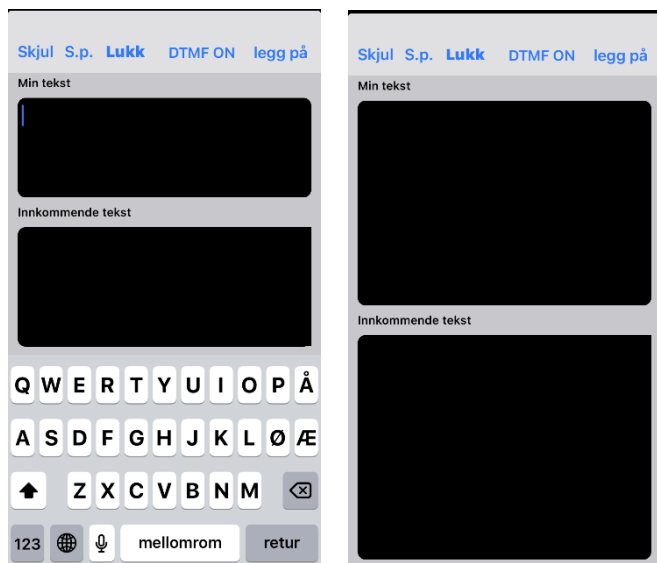 Skjul S.p. Lukk DTMF ON legg på
Min tekst
Innkommende tekst
Q W E R T Y U I O P Å
A S D F G H J K L Ø Æ
Z X C V B N M
123 mellomrom retur
Skjul S.p. Lukk DTMF ON legg på
Min tekst
Innkommende tekst